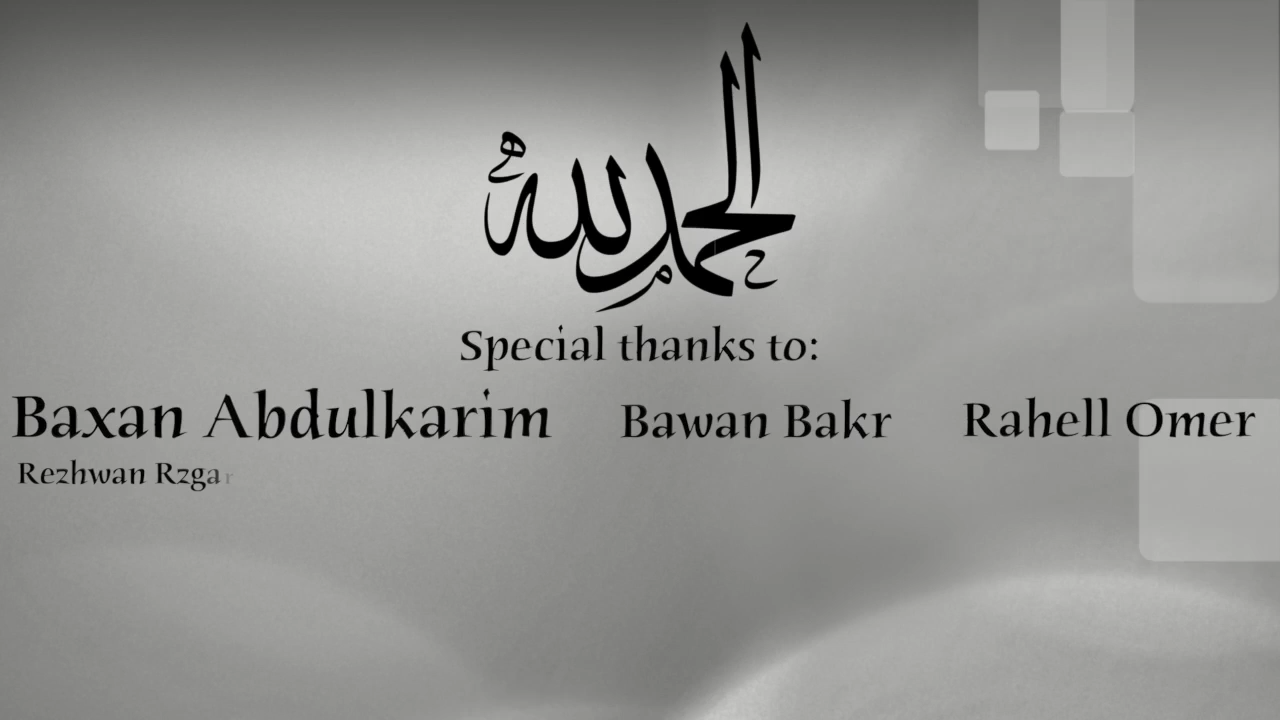 الحمد لله
Special thanks to:
Baxan Abdulkarim Bawan Bakr Rahell Omer
Rezhwan Rzgar